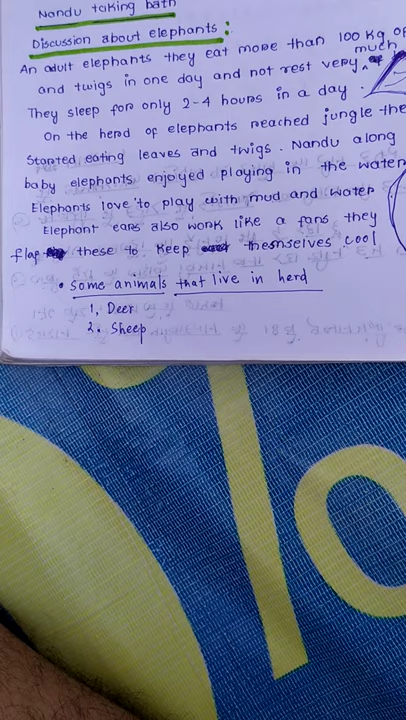 Nandu taking bath
Discussion about elephants :
An adult elephants they eat more than 100 Kg of
and twigs in one day and not rest very much.
They sleep for only 2-4 hours in a day.
On the herd of elephants reached jungle the
Started eating leaves and twigs. Nandu along
baby elephants enjoyed playing in the water
Elephants love to play with mud and water
Elephant ears also work like a fans, they
flap these to keep themselves cool
• Some animals that live in herd
1, Deer
2. Sheep
%